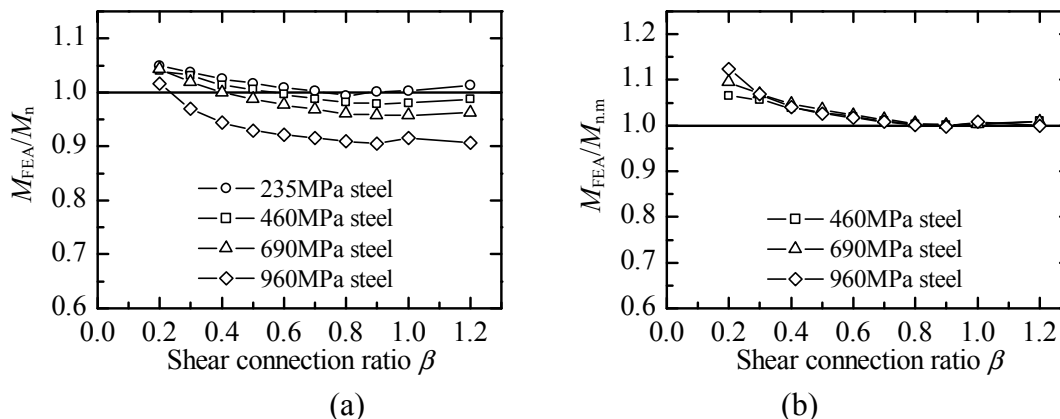 M_FEA/M_n
1.1
1.0
0.9
0.8
0.7
0.6
235MPa steel
460MPa steel
690MPa steel
960MPa steel
0.0 0.2 0.4 0.6 0.8 1.0 1.2
Shear connection ratio β
(a)
M_FEA/M_nm
1.2
1.1
1.0
0.9
0.8
0.7
0.6
460MPa steel
690MPa steel
960MPa steel
0.0 0.2 0.4 0.6 0.8 1.0 1.2
Shear connection ratio β
(b)